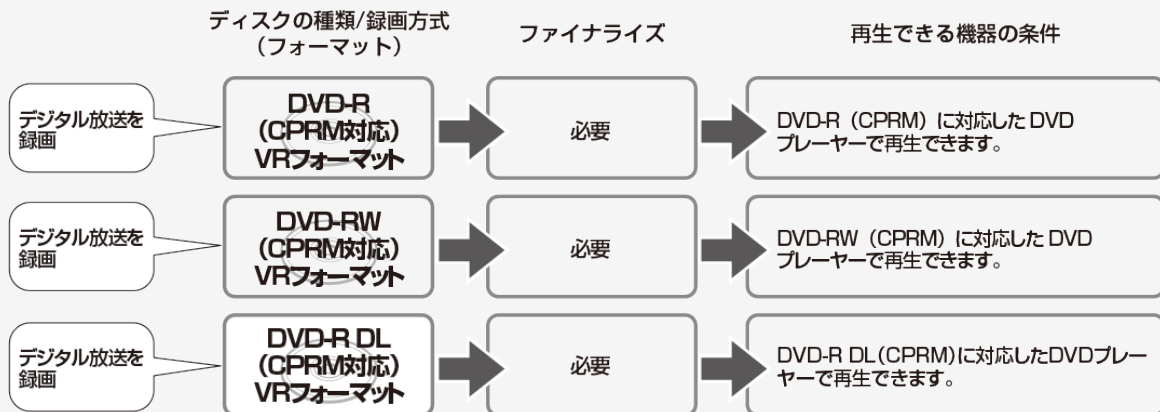 ディスクの種類/録画方式
(フォーマット)
ファイナライズ
再生できる機器の条件
デジタル放送を
録画
DVD-R
(CPRM対応)
VRフォーマット
必要
DVD-R(CPRM)に対応した DVD
プレーヤーで再生できます。
デジタル放送を
録画
DVD-RW
(CPRM対応)
VRフォーマット
必要
DVD-RW(CPRM)に対応した DVD
プレーヤーで再生できます。
デジタル放送を
録画
DVD-R DL
(CPRM対応)
VRフォーマット
必要
DVD-R DL(CPRM)に対応したDVDプレー
ヤーで再生できます。